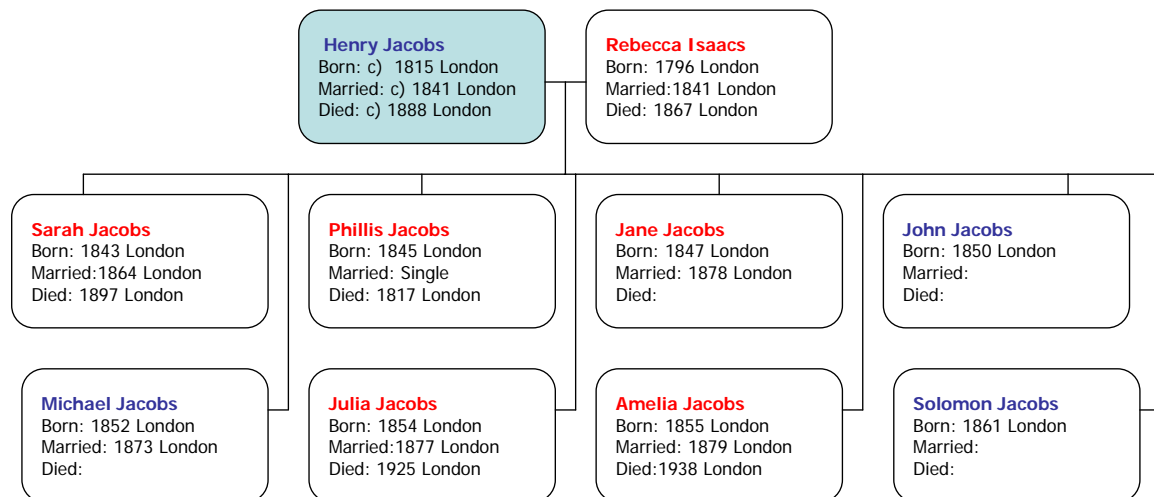 Henry Jacobs
Born: c) 1815 London
Married: c) 1841 London
Died: c) 1888 London
Rebecca Isaacs
Born: 1796 London
Married:1841 London
Died: 1867 London
Sarah Jacobs
Born: 1843 London
Married:1864 London
Died: 1897 London
Phillis Jacobs
Born: 1845 London
Married: Single
Died: 1817 London
Jane Jacobs
Born: 1847 London
Married: 1878 London
Died:
John Jacobs
Born: 1850 London
Married:
Died:
Michael Jacobs
Born: 1852 London
Married: 1873 London
Died:
Julia Jacobs
Born: 1854 London
Married:1877 London
Died: 1925 London
Amelia Jacobs
Born: 1855 London
Married: 1879 London
Died:1938 London
Solomon Jacobs
Born: 1861 London
Married:
Died: